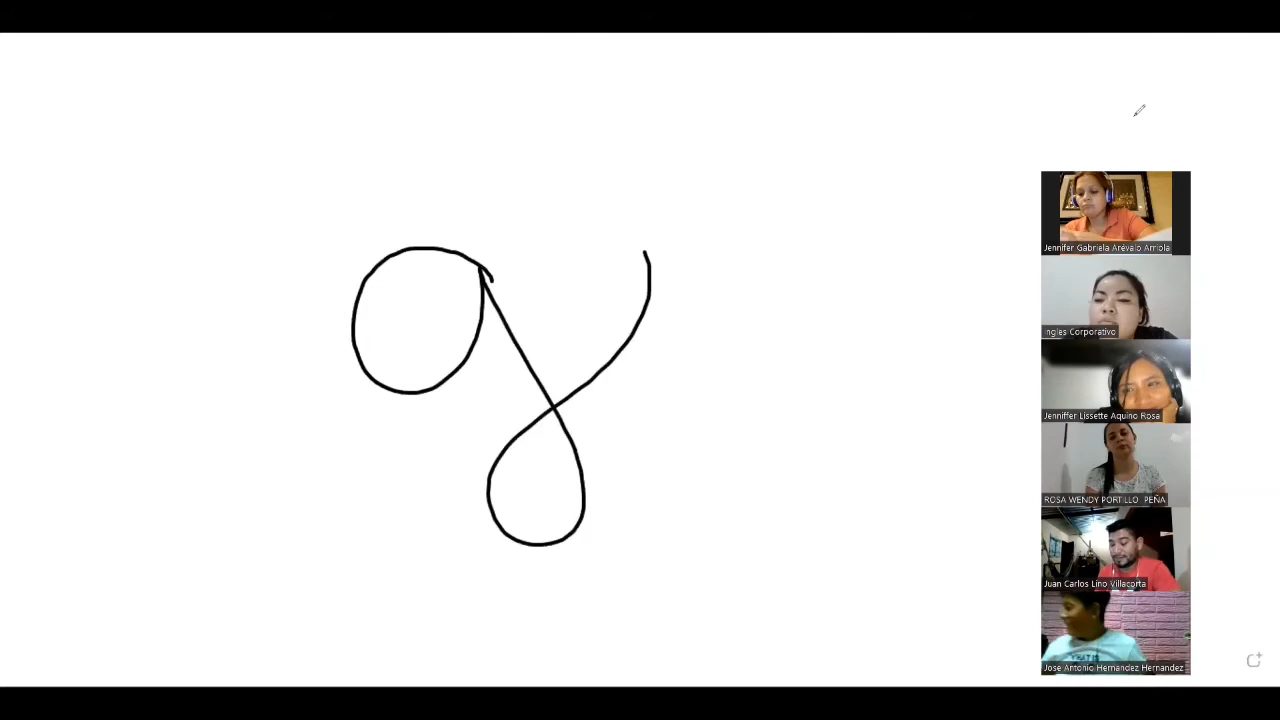 g
Jennifer Gabriela Arévalo Arriola
Ingles Corporativo
Jenniffer Lissette Aquino Rosa
ROSA WENDY PORTILLO PEÑA
Juan Carlos Lino Villacorta
Jose Antonio Hernandez Hernandez